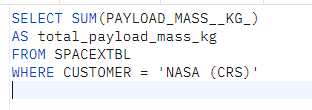 SELECT SUM(PAYLOAD_MASS__KG_)
AS total_payload_mass_kg
FROM SPACEXTBL
WHERE CUSTOMER = 'NASA (CRS)'